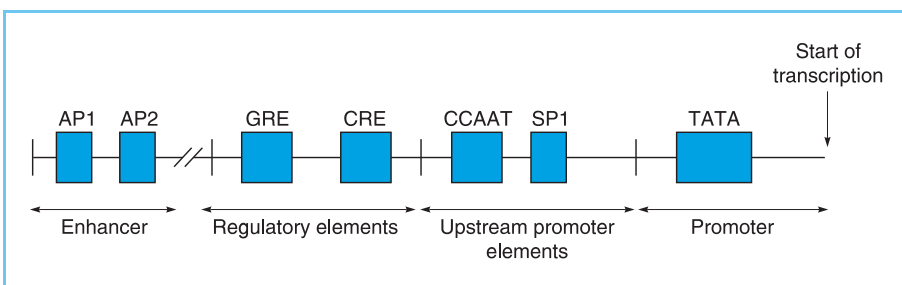 Start of
transcription
AP1 AP2 GRE CRE CCAAT SP1 TATA
Enhancer Regulatory elements Upstream promoter Promoter
elements